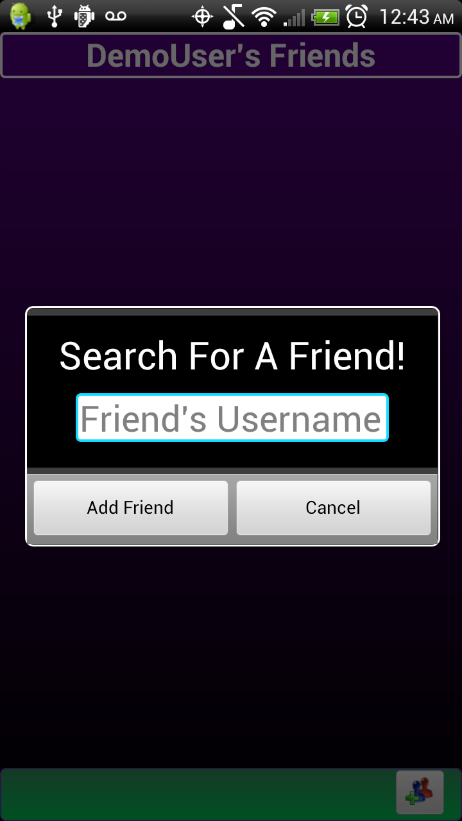 12:43 AM
DemoUser's Friends
Search For A Friend!
Friend's Username
Add Friend
Cancel